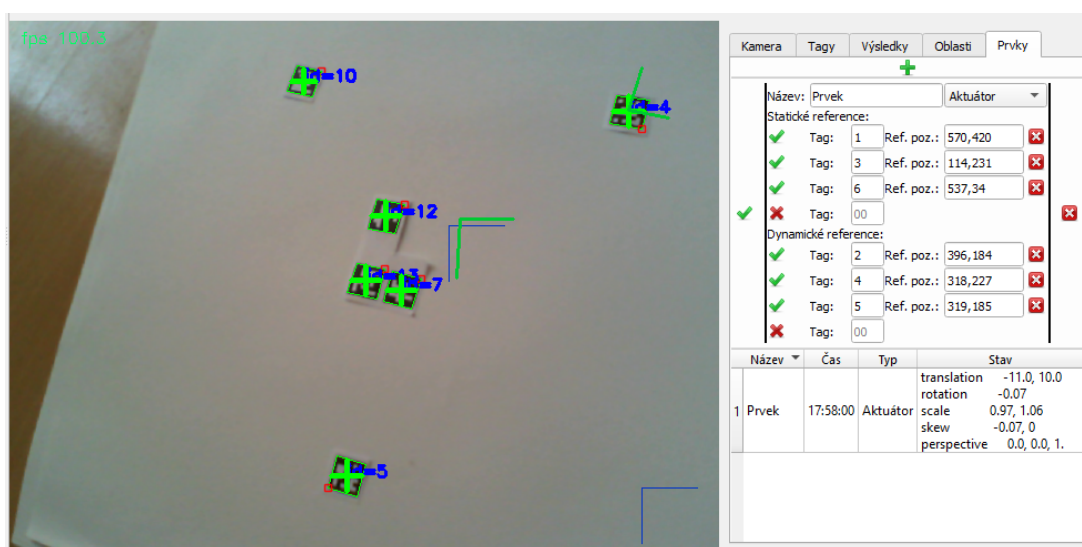 fps 100.5
id=10
=4
=12
=7
=5
Kamera Tagy Výsledky Oblasti Prvky
Název: Prvek Aktuátor
Statické reference:
Tag: 1 Ref. poz.: 570,420
Tag: 3 Ref. poz.: 114,231
Tag: 6 Ref. poz.: 537,34
Tag: 00
Dynamické reference:
Tag: 2 Ref. poz.: 396,184
Tag: 4 Ref. poz.: 318,227
Tag: 5 Ref. poz.: 319,185
Tag: 00
Název Čas Typ Stav
1 Prvek 17:58:00 Aktuátor
translation -11.0, 10.0
rotation -0.07
scale 0.97, 1.06
skew -0.07, 0
perspective 0.0, 0.0, 1.